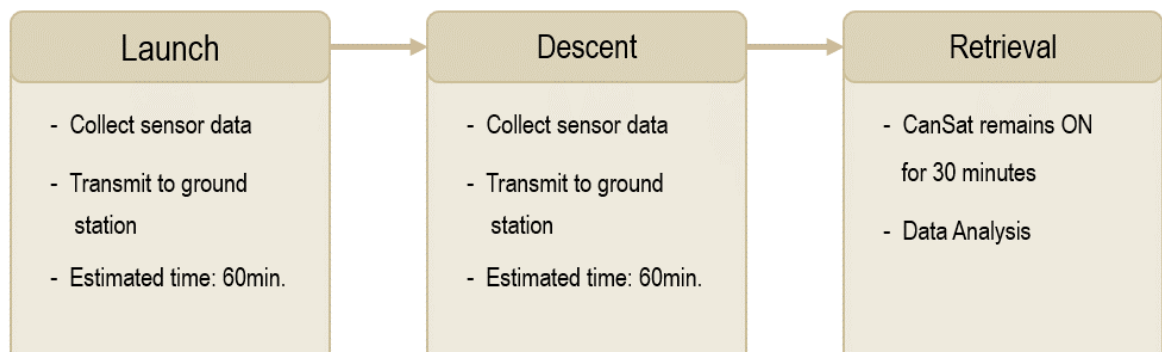 Launch
- Collect sensor data
- Transmit to ground
station
- Estimated time: 60min.
Descent
- Collect sensor data
- Transmit to ground
station
- Estimated time: 60min.
Retrieval
- CanSat remains ON
for 30 minutes
- Data Analysis